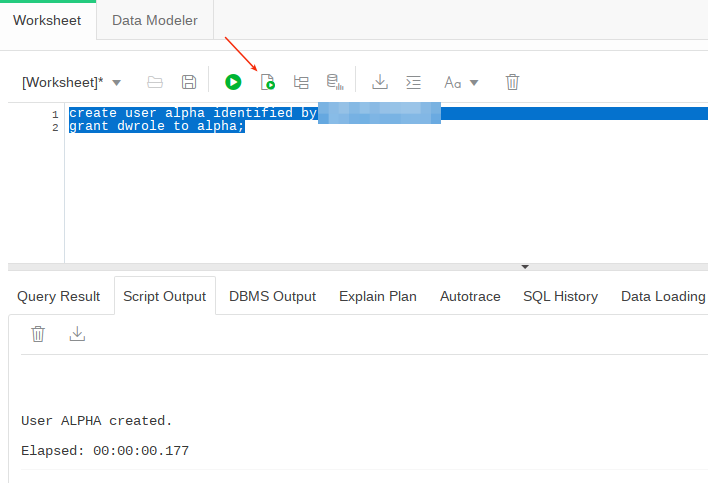 Worksheet Data Modeler
[Worksheet]* Aa
1 create user alpha identified by
2 grant dwrole to alpha;
Query Result Script Output DBMS Output Explain Plan Autotrace SQL History Data Loading
User ALPHA created.
Elapsed: 00:00:00.177